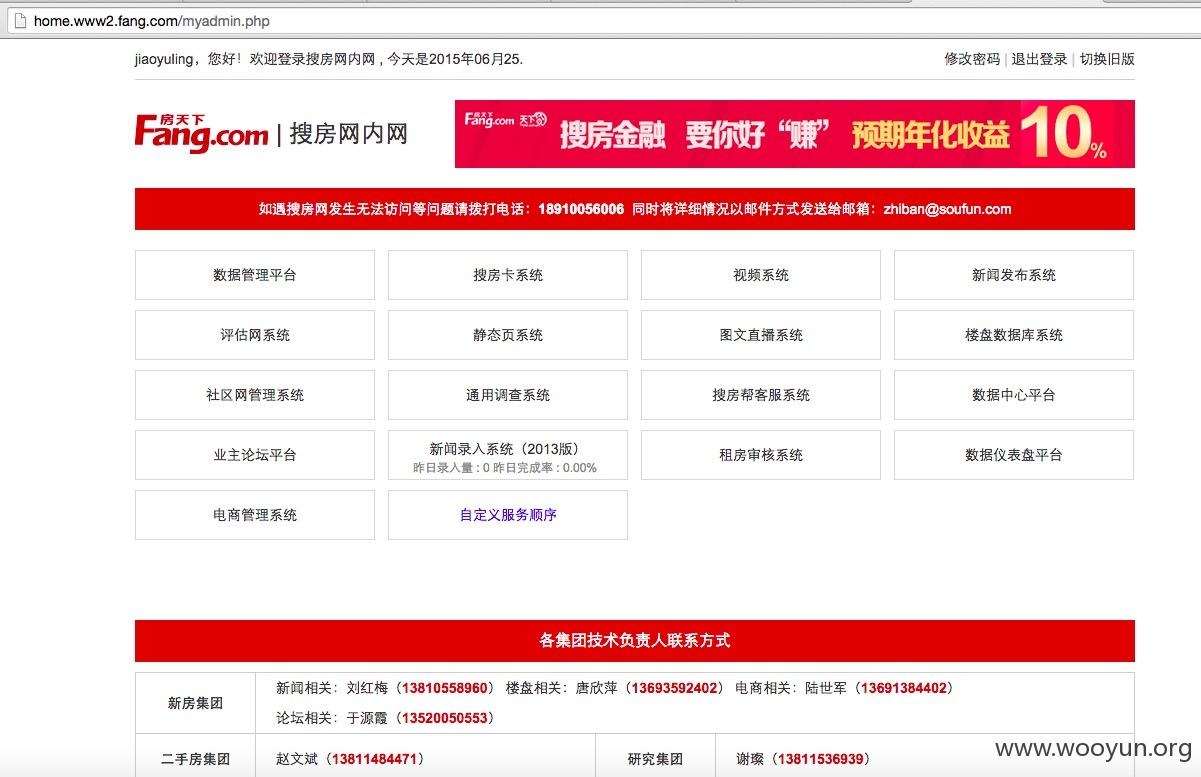 home.www2.fang.com/myadmin.php
jiaoyuling，您好！欢迎登录搜房网内网 , 今天是2015年06月25.
修改密码 | 退出登录 | 切换旧版
房天下
Fang.com | 搜房网内网
房天下
Fang.com 天下贷 搜房金融 要你好“赚” 预期年化收益10%
如遇搜房网发生无法访问等问题请拨打电话：18910056006 同时将详细情况以邮件方式发送给邮箱：zhiban@soufun.com
数据管理平台 搜房卡系统 视频系统 新闻发布系统
评估网系统 静态页系统 图文直播系统 楼盘数据库系统
社区网管理系统 通用调查系统 搜房帮客服系统 数据中心平台
业主论坛平台 新闻录入系统（2013版） 租房审核系统 数据仪表盘平台
昨日录入量 : 0 昨日完成率 : 0.00%
电商管理系统 自定义服务顺序
各集团技术负责人联系方式
新房集团 新闻相关：刘红梅（13810558960） 楼盘相关：唐欣萍（13693592402） 电商相关：陆世军（13691384402）
论坛相关：于源霞（13520050553）
二手房集团 赵文斌（13811484471） 研究集团 谢璨（13811536939）
www.wooyun.org